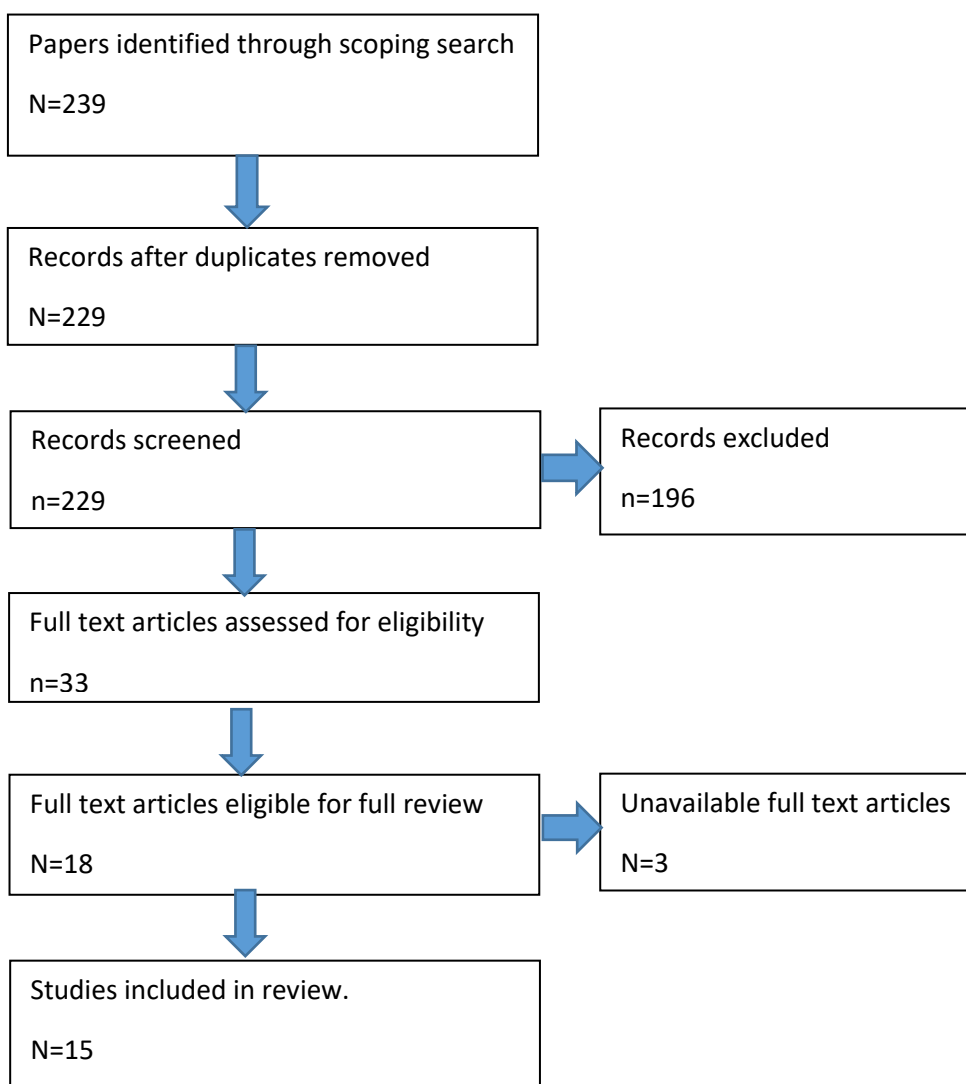 Papers identified through scoping search
N=239
Records after duplicates removed
N=229
Records screened
n=229
Records excluded
n=196
Full text articles assessed for eligibility
n=33
Full text articles eligible for full review
N=18
Unavailable full text articles
N=3
Studies included in review.
N=15